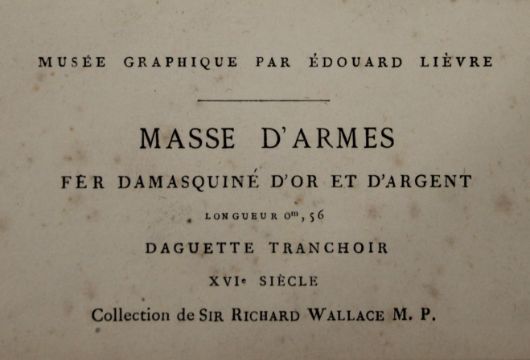 MUSÉE GRAPHIQUE PAR ÉDOUARD LIÈVRE
MASSE D'ARMES
FER DAMASQUINÉ D'OR ET D'ARGENT
LONGUEUR 0ᵐ, 56
DAGUETTE TRANCHOIR
XVIᵉ SIÈCLE
Collection de SIR RICHARD WALLACE M. P.